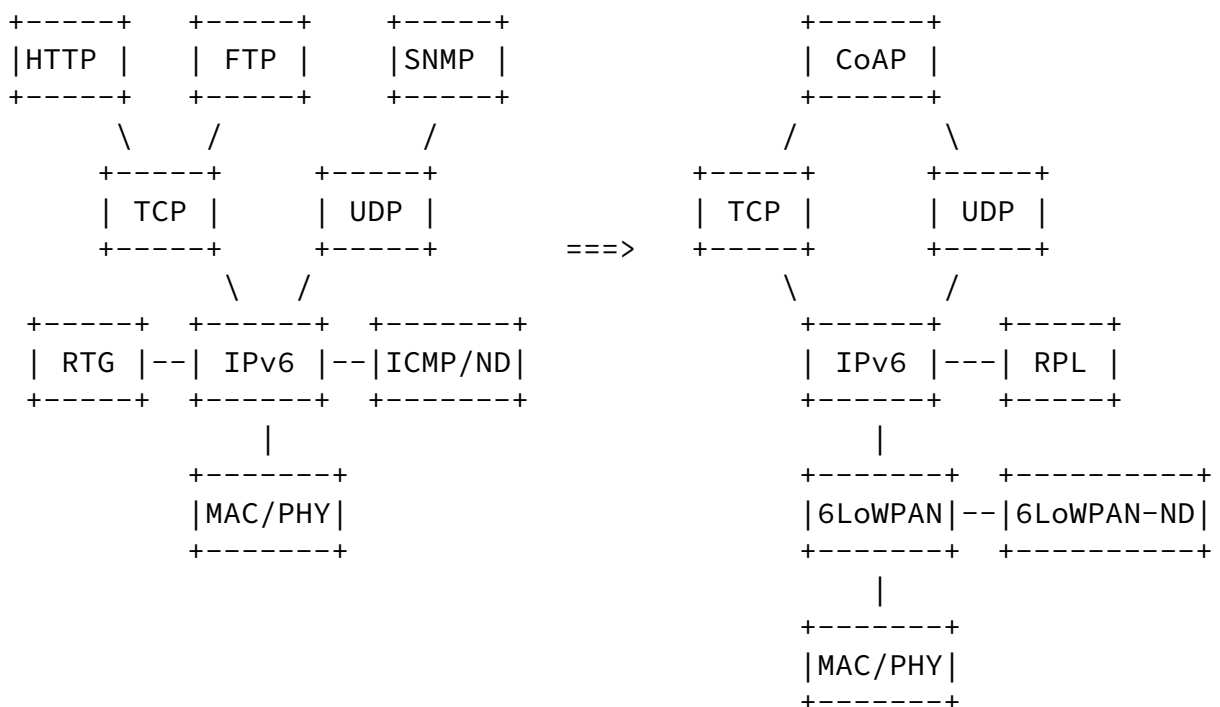 HTTP FTP SNMP CoAP
TCP UDP TCP UDP
===>
RTG -- IPv6 -- ICMP/ND IPv6 --- RPL
MAC/PHY 6LoWPAN -- 6LoWPAN-ND
MAC/PHY